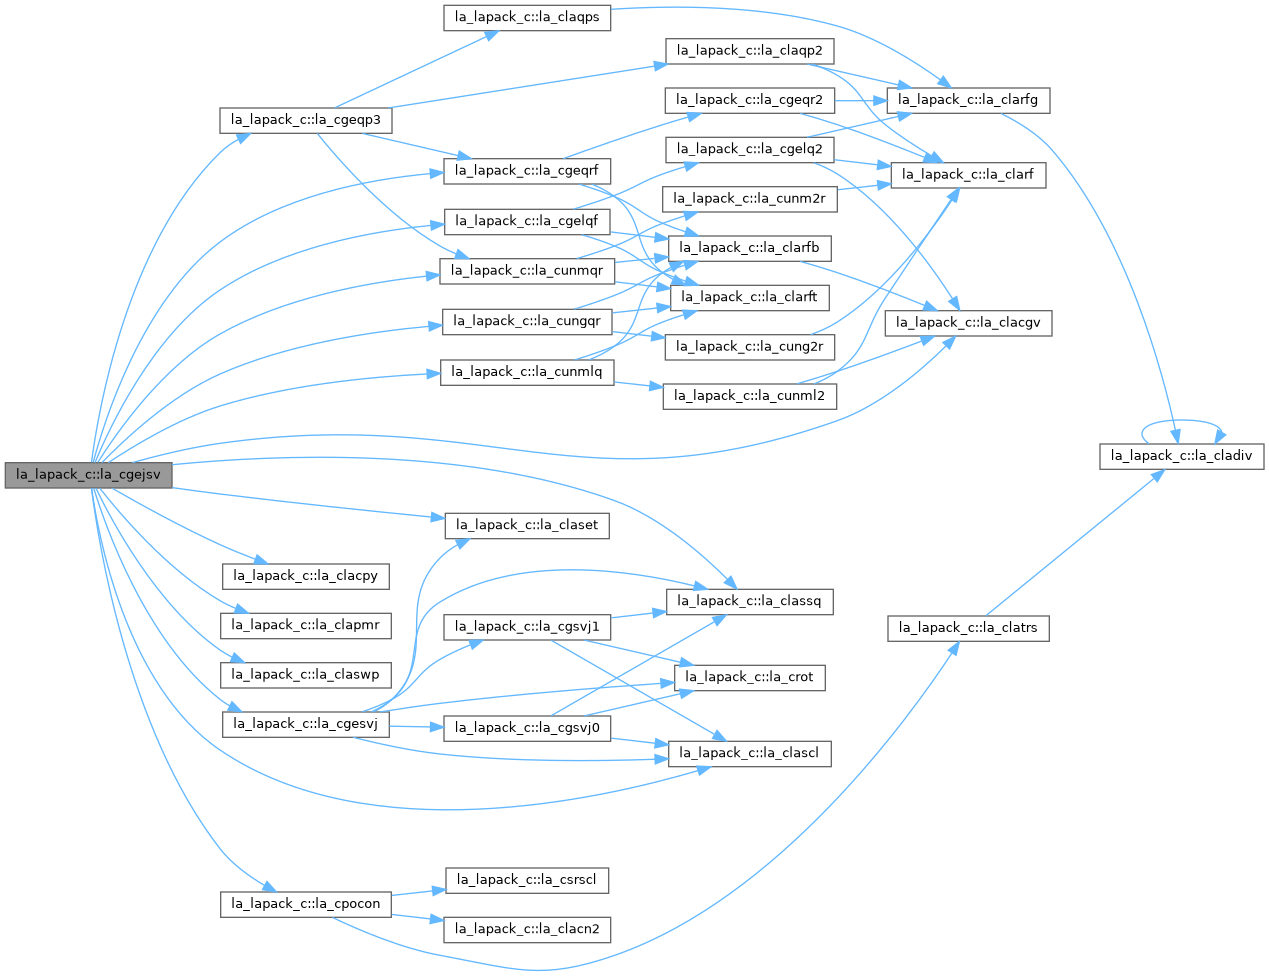 la_lapack_c::la_claqps
la_lapack_c::la_claqp2
la_lapack_c::la_cgeqr2
la_lapack_c::la_clarfg
la_lapack_c::la_cgeqp3
la_lapack_c::la_cgelq2
la_lapack_c::la_cgeqrf
la_lapack_c::la_clarf
la_lapack_c::la_cunm2r
la_lapack_c::la_cgelqf
la_lapack_c::la_clarfb
la_lapack_c::la_cunmqr
la_lapack_c::la_clarft
la_lapack_c::la_cungqr
la_lapack_c::la_clacgv
la_lapack_c::la_cung2r
la_lapack_c::la_cunmlq
la_lapack_c::la_cunml2
la_lapack_c::la_cladiv
la_lapack_c::la_cgejsv
la_lapack_c::la_claset
la_lapack_c::la_clacpy
la_lapack_c::la_classq
la_lapack_c::la_clapmr
la_lapack_c::la_cgsvj1
la_lapack_c::la_clatrs
la_lapack_c::la_claswp
la_lapack_c::la_crot
la_lapack_c::la_cgesvj
la_lapack_c::la_cgsvj0
la_lapack_c::la_clascl
la_lapack_c::la_csrscl
la_lapack_c::la_cpocon
la_lapack_c::la_clacn2